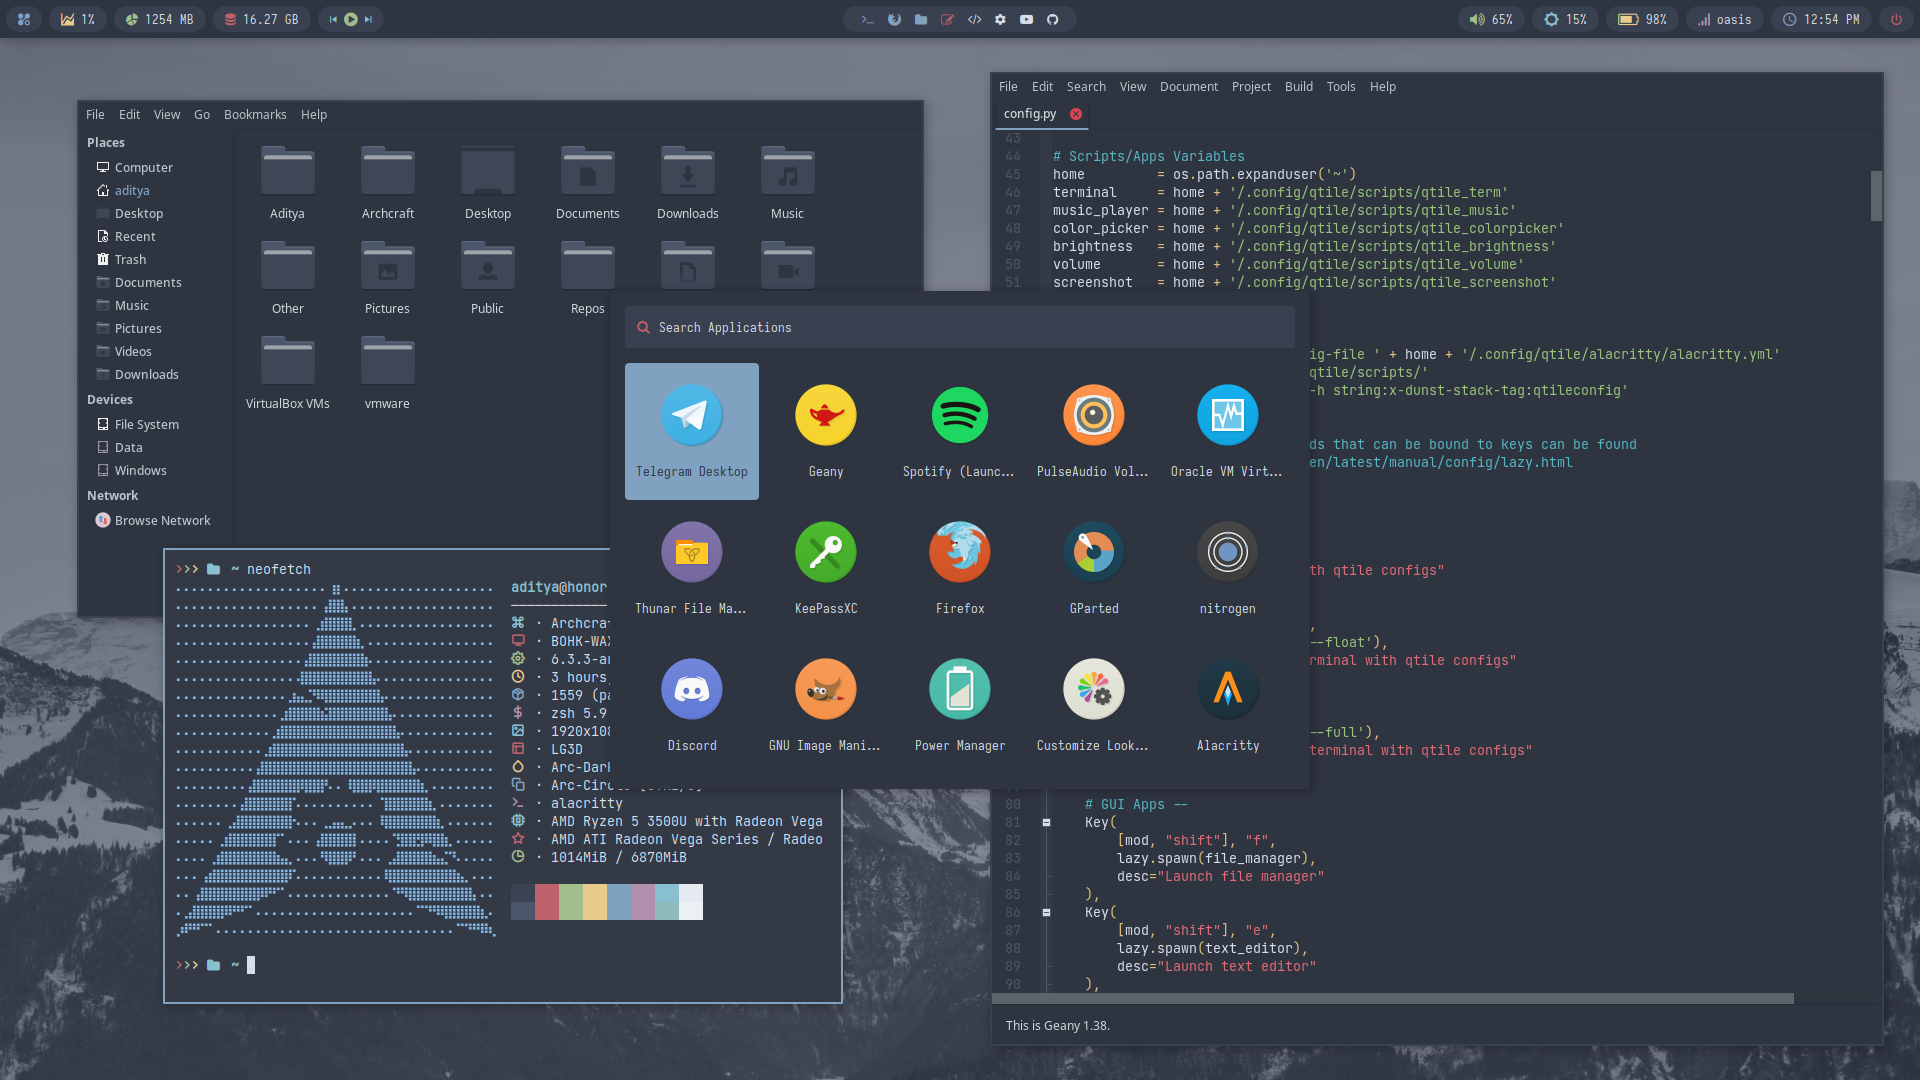 1%
1254 MB
16.27 GB
65%
15%
98%
oasis
12:54 PM
File Edit View Go Bookmarks Help
Places
Computer
aditya
Desktop
Recent
Trash
Documents
Music
Pictures
Videos
Downloads
Devices
File System
Data
Windows
Network
Browse Network
Aditya Archcraft Desktop Documents Downloads Music
Other Pictures Public Repos
VirtualBox VMs vmware
File Edit Search View Document Project Build Tools Help
config.py
43
44 # Scripts/Apps Variables
45 home = os.path.expanduser('~')
46 terminal = home + '/.config/qtile/scripts/qtile_term'
47 music_player = home + '/.config/qtile/scripts/qtile_music'
48 color_picker = home + '/.config/qtile/scripts/qtile_colorpicker'
49 brightness = home + '/.config/qtile/scripts/qtile_brightness'
50 volume = home + '/.config/qtile/scripts/qtile_volume'
51 screenshot = home + '/.config/qtile/scripts/qtile_screenshot'
ig-file ' + home + '/.config/qtile/alacritty/alacritty.yml'
qtile/scripts/'
-h string:x-dunst-stack-tag:qtileconfig'
ds that can be bound to keys can be found
en/latest/manual/config/lazy.html
th qtile configs"
,
--float'),
rminal with qtile configs"
--full'),
terminal with qtile configs"
80 # GUI Apps --
81 Key(
82 [mod, "shift"], "f",
83 lazy.spawn(file_manager),
84 desc="Launch file manager"
85 ),
86 Key(
87 [mod, "shift"], "e",
88 lazy.spawn(text_editor),
89 desc="Launch text editor"
90 ),
This is Geany 1.38.
Search Applications
Telegram Desktop Geany Spotify (Launc... PulseAudio Vol... Oracle VM Virt...
Thunar File Ma... KeePassXC Firefox GParted nitrogen
Discord GNU Image Mani... Power Manager Customize Look... Alacritty
>>> ~ neofetch
aditya@honor
· Archcraf
· BOHK-WAX
· 6.3.3-ar
· 3 hours,
· 1559 (pa
· zsh 5.9
· 1920x108
· LG3D
· Arc-Dark
· Arc-Circle
· alacritty
· AMD Ryzen 5 3500U with Radeon Vega
· AMD ATI Radeon Vega Series / Radeo
· 1014MiB / 6870MiB
>>> ~